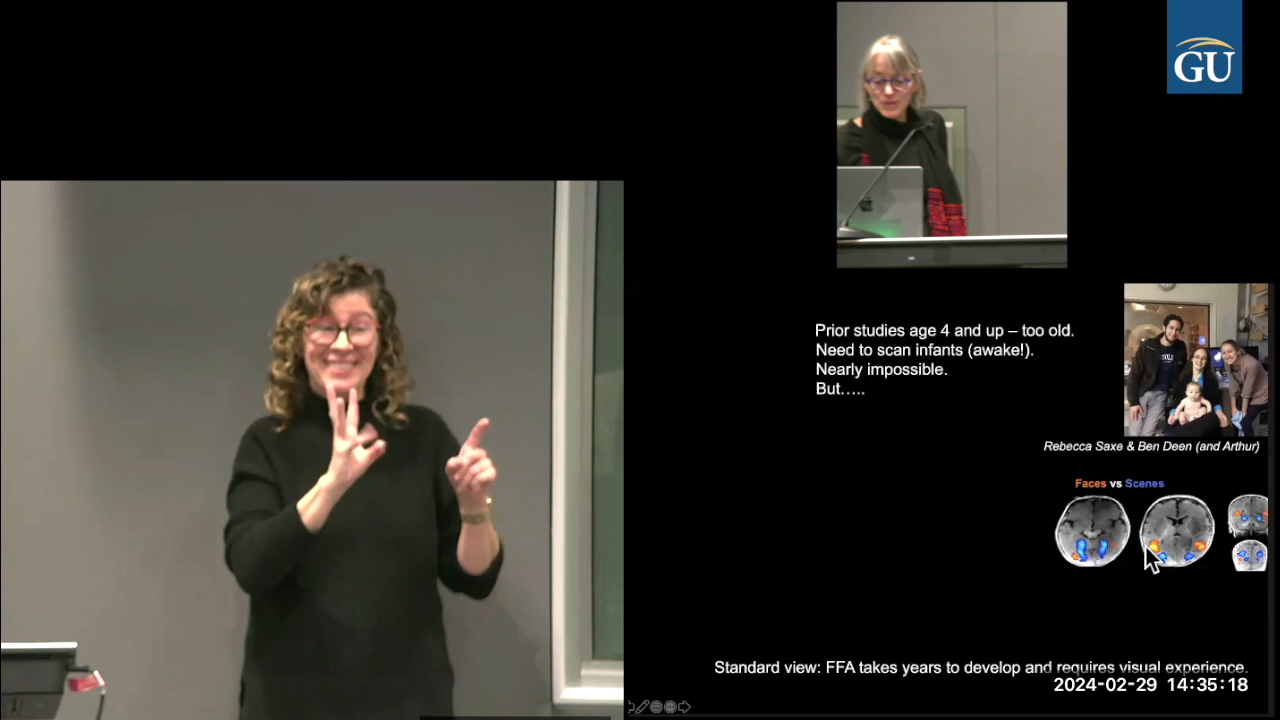 GU
Prior studies age 4 and up – too old.
Need to scan infants (awake!).
Nearly impossible.
But…..
Rebecca Saxe & Ben Deen (and Arthur)
Faces vs Scenes
Standard view: FFA takes years to develop and requires visual experience.
2024-02-29 14:35:18